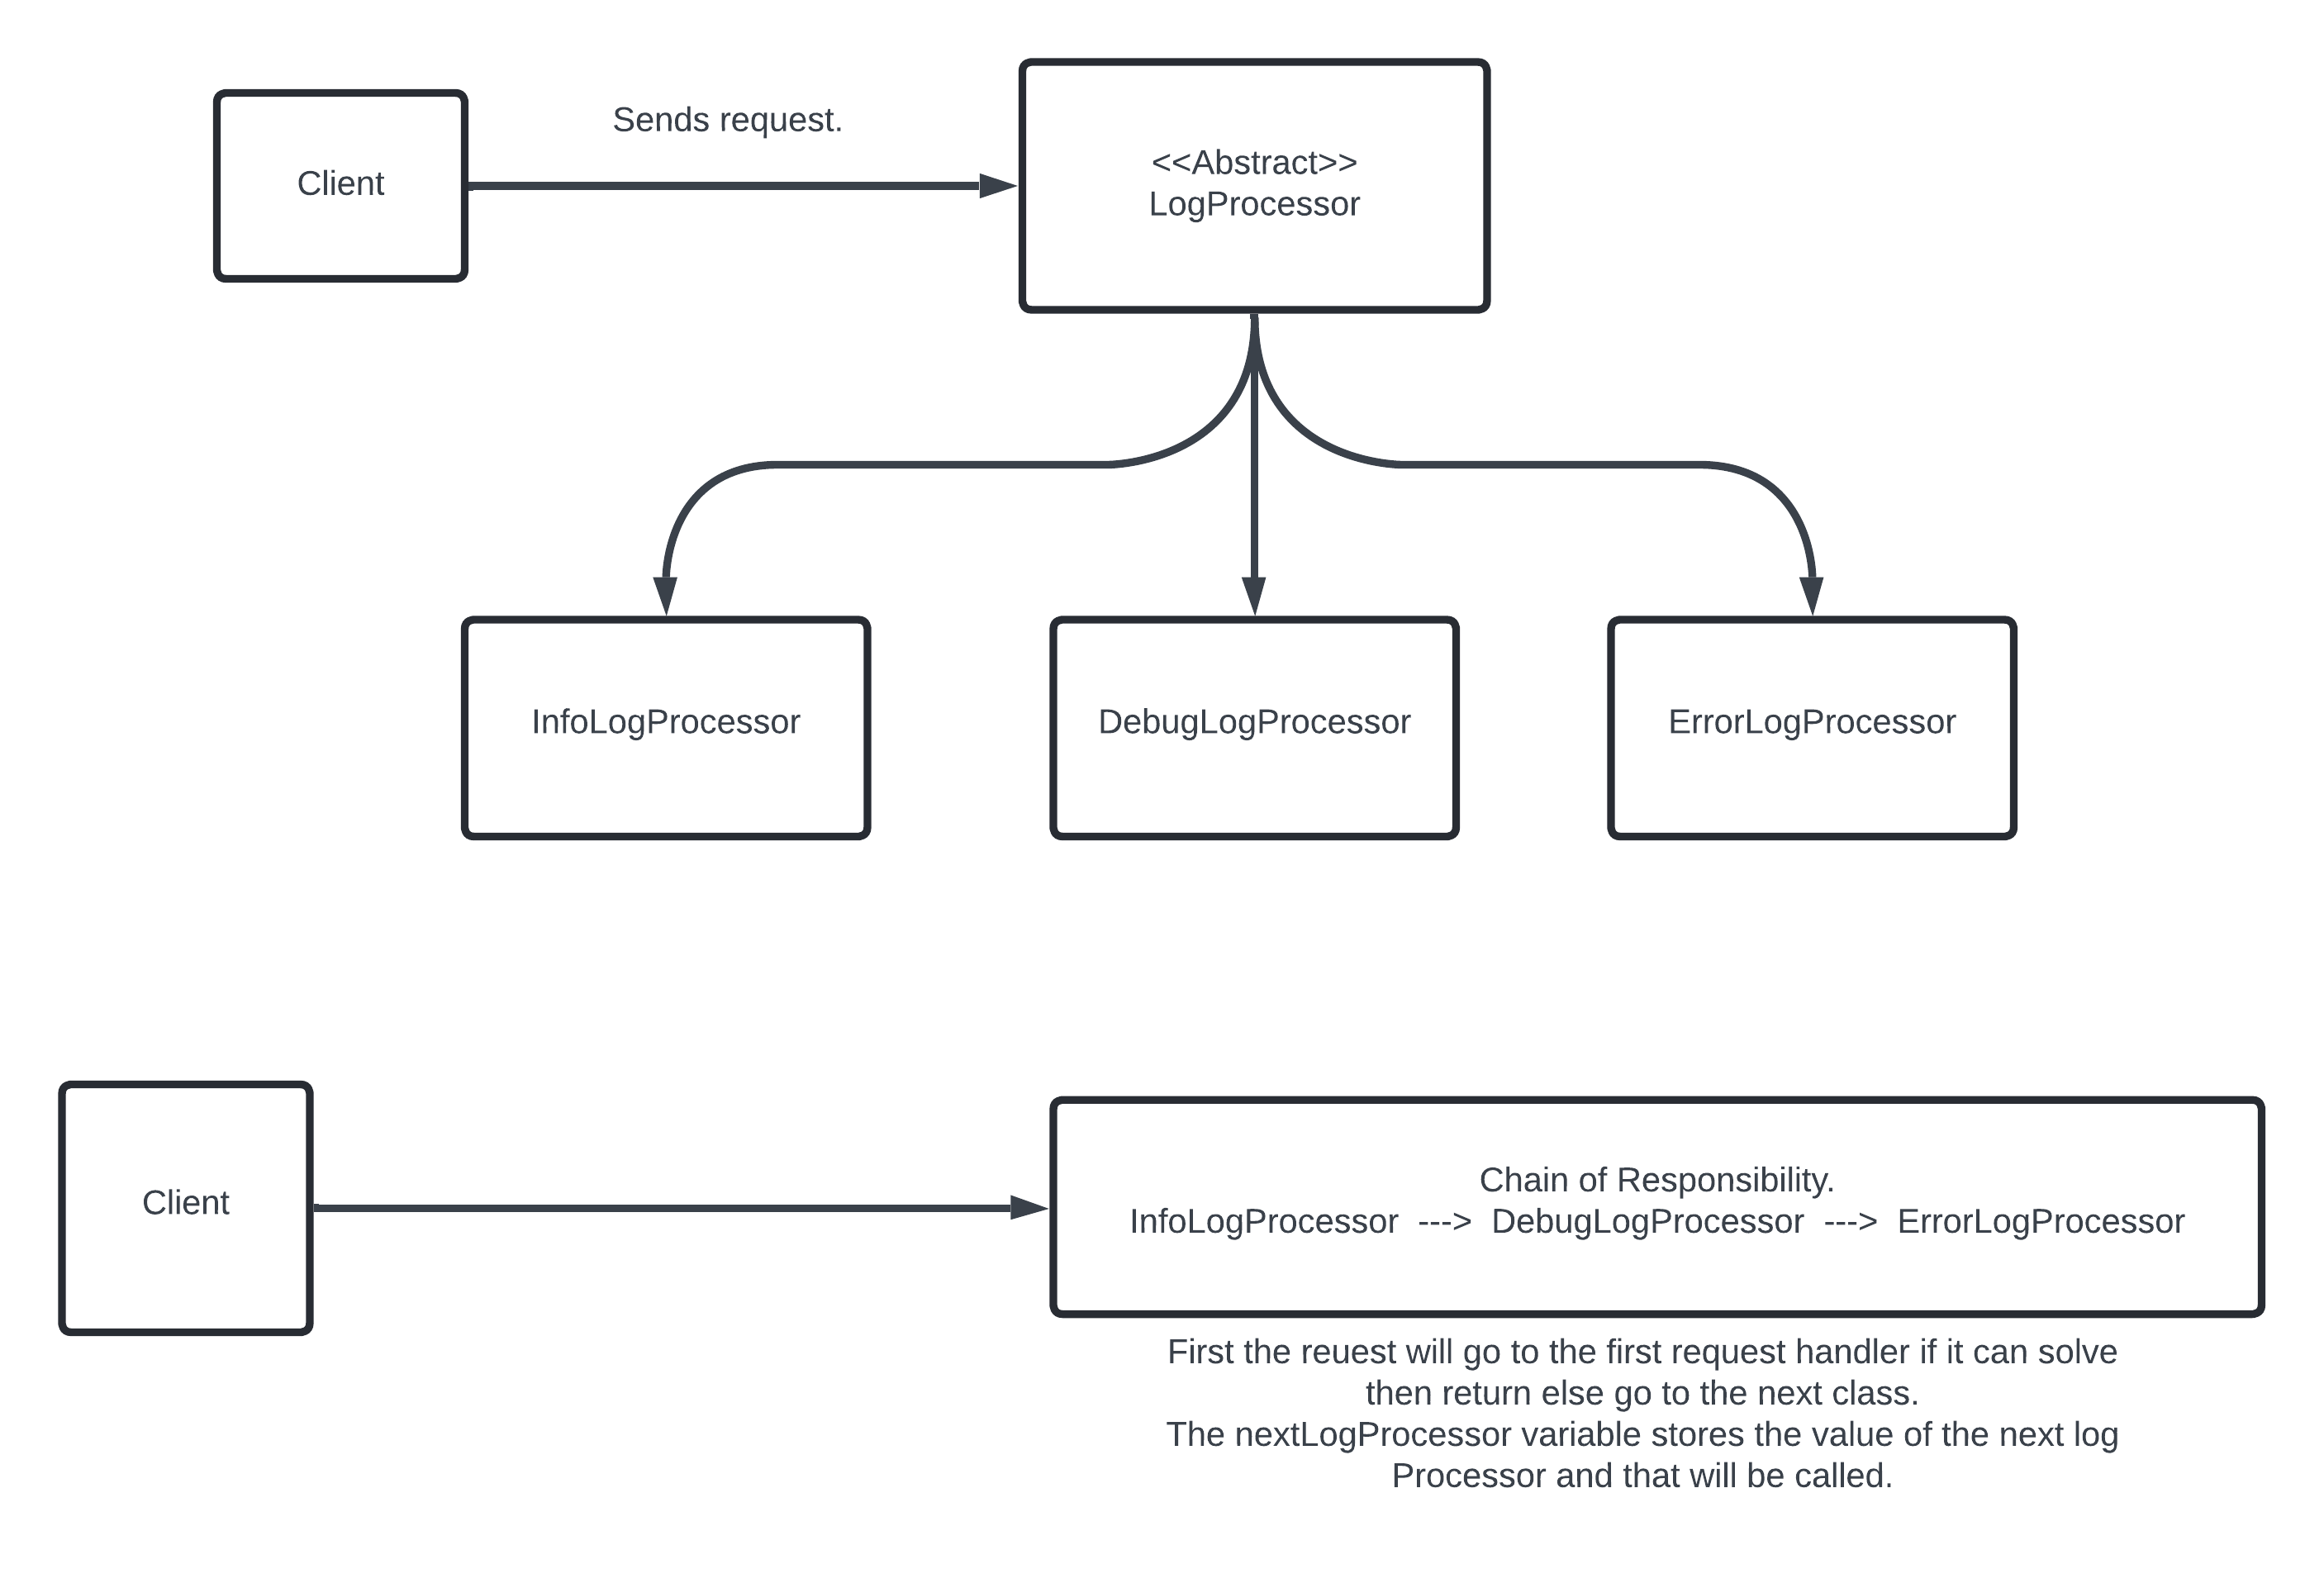 Sends request.
Client
<<Abstract>>
LogProcessor
InfoLogProcessor
DebugLogProcessor
ErrorLogProcessor
Client
Chain of Responsibility.
InfoLogProcessor ---> DebugLogProcessor ---> ErrorLogProcessor
First the reuest will go to the first request handler if it can solve
then return else go to the next class.
The nextLogProcessor variable stores the value of the next log
Processor and that will be called.